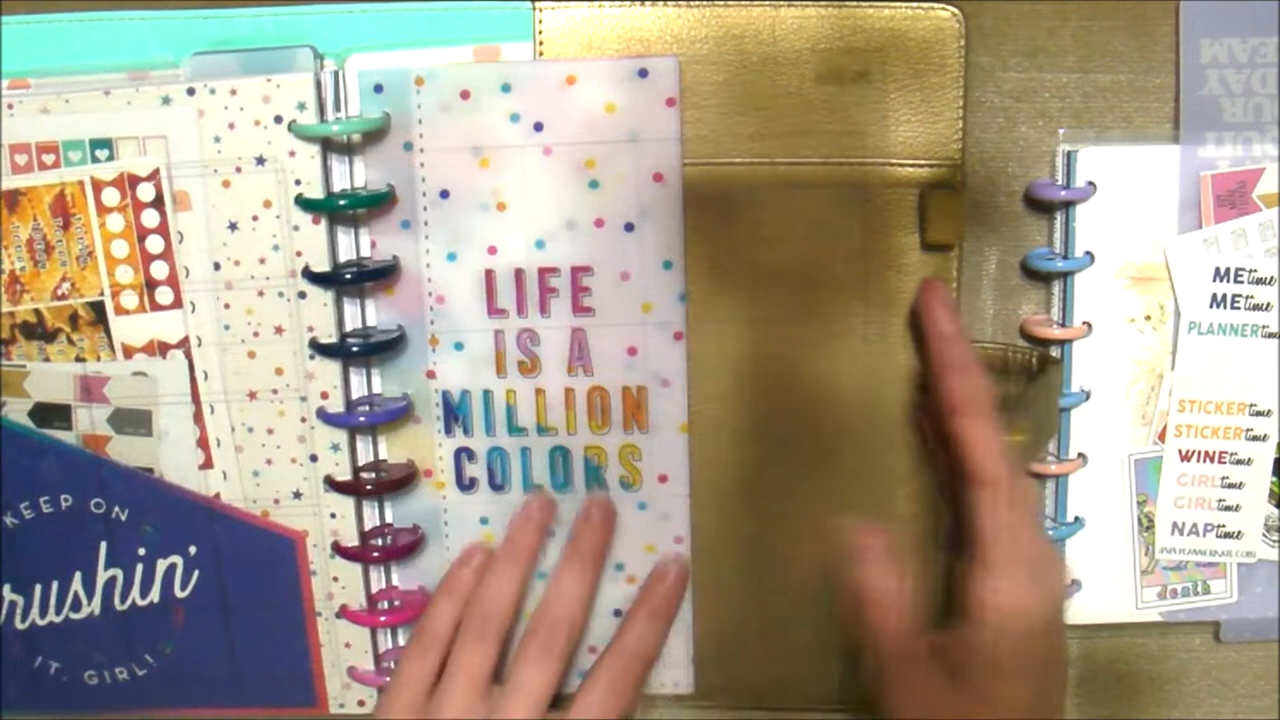 KEEP ON
rushin'
IT, GIRL!
LIFE
IS A
MILLION
COLORS
MEtime
MEtime
PLANNERtime
STICKERtime
STICKERtime
WINEtime
GIRLtime
GIRLtime
NAPtime
death